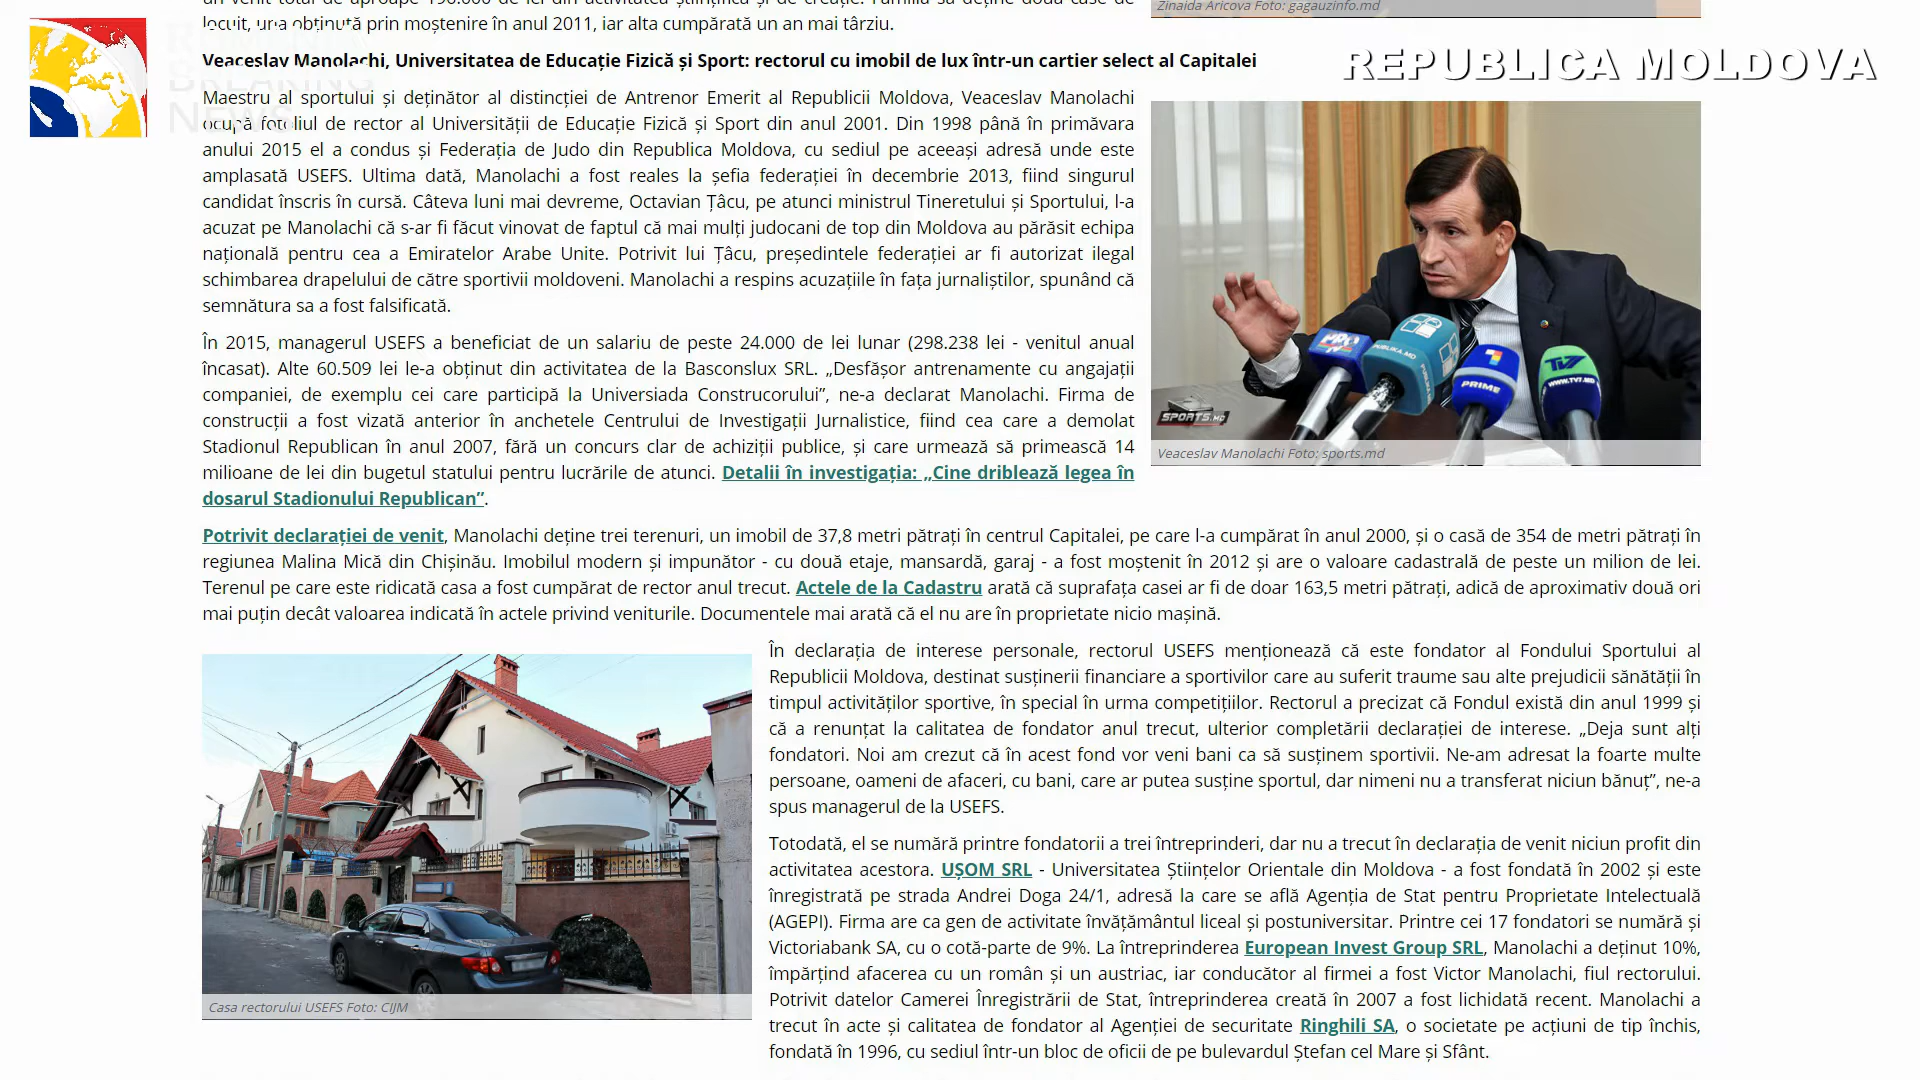 un venit total de aproape 190.000 de lei din activitatea științifică și de creație. Familia sa deține două case de
Zinaida Aricova Foto: gagauzinfo.md
locuit, una obținută prin moștenire în anul 2011, iar alta cumpărată un an mai târziu.
BREAKING
NEWS
REPUBLICA MOLDOVA
Veaceslav Manolachi, Universitatea de Educație Fizică și Sport: rectorul cu imobil de lux într-un cartier select al Capitalei
Maestru al sportului și deținător al distincției de Antrenor Emerit al Republicii Moldova, Veaceslav Manolachi
ocupă fotoliul de rector al Universității de Educație Fizică și Sport din anul 2001. Din 1998 până în primăvara
anului 2015 el a condus și Federația de Judo din Republica Moldova, cu sediul pe aceeași adresă unde este
amplasată USEFS. Ultima dată, Manolachi a fost reales la șefia federației în decembrie 2013, fiind singurul
candidat înscris în cursă. Câteva luni mai devreme, Octavian Țâcu, pe atunci ministrul Tineretului și Sportului, l-a
acuzat pe Manolachi că s-ar fi făcut vinovat de faptul că mai mulți judocani de top din Moldova au părăsit echipa
națională pentru cea a Emiratelor Arabe Unite. Potrivit lui Țâcu, președintele federației ar fi autorizat ilegal
schimbarea drapelului de către sportivii moldoveni. Manolachi a respins acuzațiile în fața jurnaliștilor, spunând că
semnătura sa a fost falsificată.
PRO TV
PUBLIKA.MD
PRIME
TV7
WWW.TV7.MD
SPORTS.MD
Veaceslav Manolachi Foto: sports.md
În 2015, managerul USEFS a beneficiat de un salariu de peste 24.000 de lei lunar (298.238 lei - venitul anual
încasat). Alte 60.509 lei le-a obținut din activitatea de la Basconslux SRL. „Desfășor antrenamente cu angajații
companiei, de exemplu cei care participă la Universiada Construcorului”, ne-a declarat Manolachi. Firma de
construcții a fost vizată anterior în anchetele Centrului de Investigații Jurnalistice, fiind cea care a demolat
Stadionul Republican în anul 2007, fără un concurs clar de achiziții publice, și care urmează să primească 14
milioane de lei din bugetul statului pentru lucrările de atunci. Detalii în investigația: „Cine driblează legea în
dosarul Stadionului Republican”.
Potrivit declarației de venit, Manolachi deține trei terenuri, un imobil de 37,8 metri pătrați în centrul Capitalei, pe care l-a cumpărat în anul 2000, și o casă de 354 de metri pătrați în
regiunea Malina Mică din Chișinău. Imobilul modern și impunător - cu două etaje, mansardă, garaj - a fost moștenit în 2012 și are o valoare cadastrală de peste un milion de lei.
Terenul pe care este ridicată casa a fost cumpărat de rector anul trecut. Actele de la Cadastru arată că suprafața casei ar fi de doar 163,5 metri pătrați, adică de aproximativ două ori
mai puțin decât valoarea indicată în actele privind veniturile. Documentele mai arată că el nu are în proprietate nicio mașină.
Casa rectorului USEFS Foto: CIJM
În declarația de interese personale, rectorul USEFS menționează că este fondator al Fondului Sportului al
Republicii Moldova, destinat susținerii financiare a sportivilor care au suferit traume sau alte prejudicii sănătății în
timpul activităților sportive, în special în urma competițiilor. Rectorul a precizat că Fondul există din anul 1999 și
că a renunțat la calitatea de fondator anul trecut, ulterior completării declarației de interese. „Deja sunt alți
fondatori. Noi am crezut că în acest fond vor veni bani ca să susținem sportivii. Ne-am adresat la foarte multe
persoane, oameni de afaceri, cu bani, care ar putea susține sportul, dar nimeni nu a transferat niciun bănuț”, ne-a
spus managerul de la USEFS.
Totodată, el se numără printre fondatorii a trei întreprinderi, dar nu a trecut în declarația de venit niciun profit din
activitatea acestora. UȘOM SRL - Universitatea Științelor Orientale din Moldova - a fost fondată în 2002 și este
înregistrată pe strada Andrei Doga 24/1, adresă la care se află Agenția de Stat pentru Proprietate Intelectuală
(AGEPI). Firma are ca gen de activitate învățământul liceal și postuniversitar. Printre cei 17 fondatori se numără și
Victoriabank SA, cu o cotă-parte de 9%. La întreprinderea European Invest Group SRL, Manolachi a deținut 10%,
împărțind afacerea cu un român și un austriac, iar conducător al firmei a fost Victor Manolachi, fiul rectorului.
Potrivit datelor Camerei Înregistrării de Stat, întreprinderea creată în 2007 a fost lichidată recent. Manolachi a
trecut în acte și calitatea de fondator al Agenției de securitate Ringhili SA, o societate pe acțiuni de tip închis,
fondată în 1996, cu sediul într-un bloc de oficii de pe bulevardul Ștefan cel Mare și Sfânt.